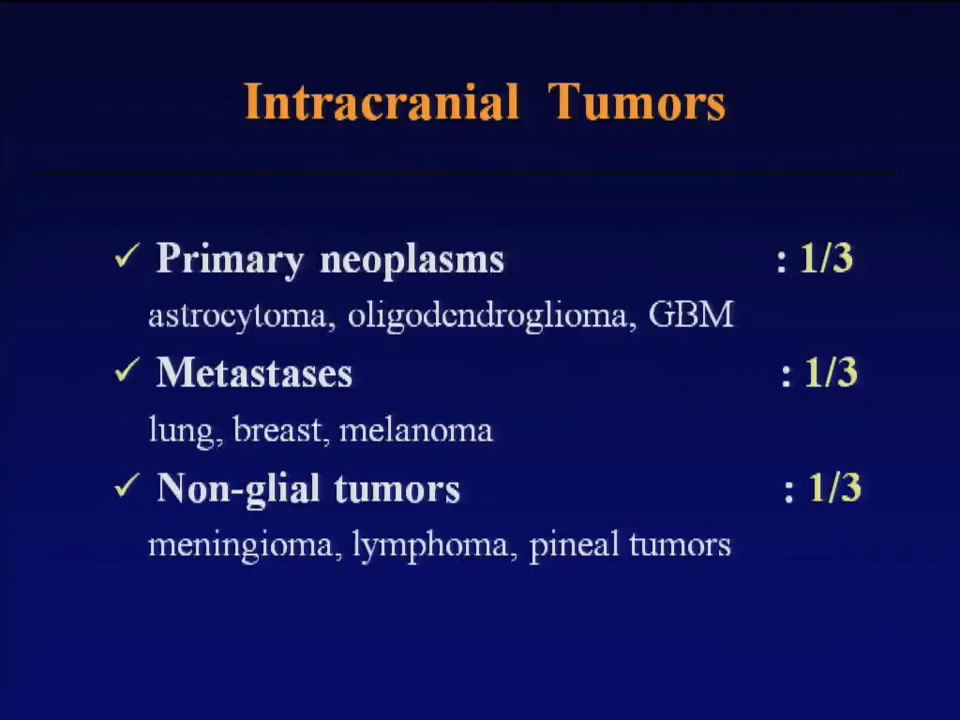 Intracranial Tumors
✓ Primary neoplasms : 1/3
astrocytoma, oligodendroglioma, GBM
✓ Metastases : 1/3
lung, breast, melanoma
✓ Non-glial tumors : 1/3
meningioma, lymphoma, pineal tumors